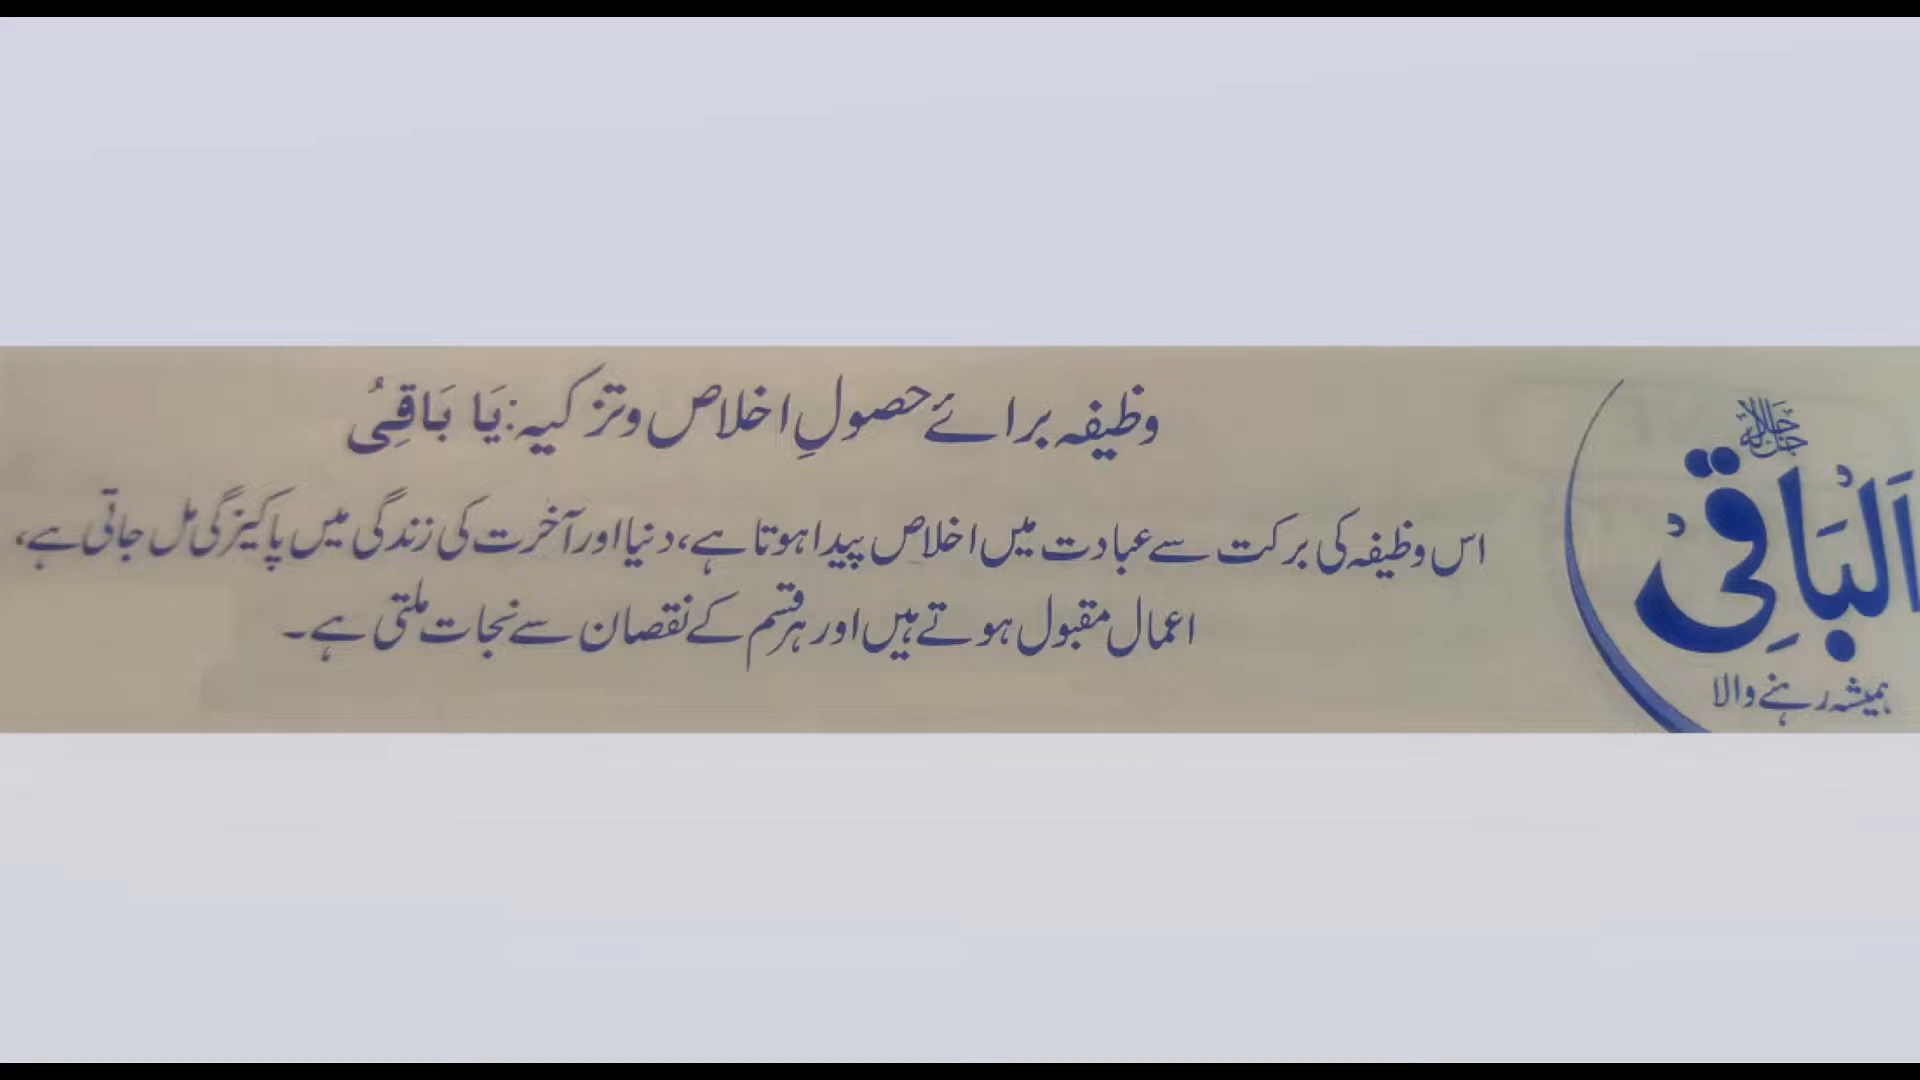 جل جلالہ
اَلْبَاقِیْ
ہمیشہ رہنے والا
وظیفہ برائے حصولِ اخلاص و تزکیہ: یَا بَاقِیُ
اس وظیفہ کی برکت سے عبادت میں اخلاص پیدا ہوتا ہے، دنیا اور آخرت کی زندگی میں پاکیزگی مل جاتی ہے،
اعمال مقبول ہوتے ہیں اور ہر قسم کے نقصان سے نجات ملتی ہے۔